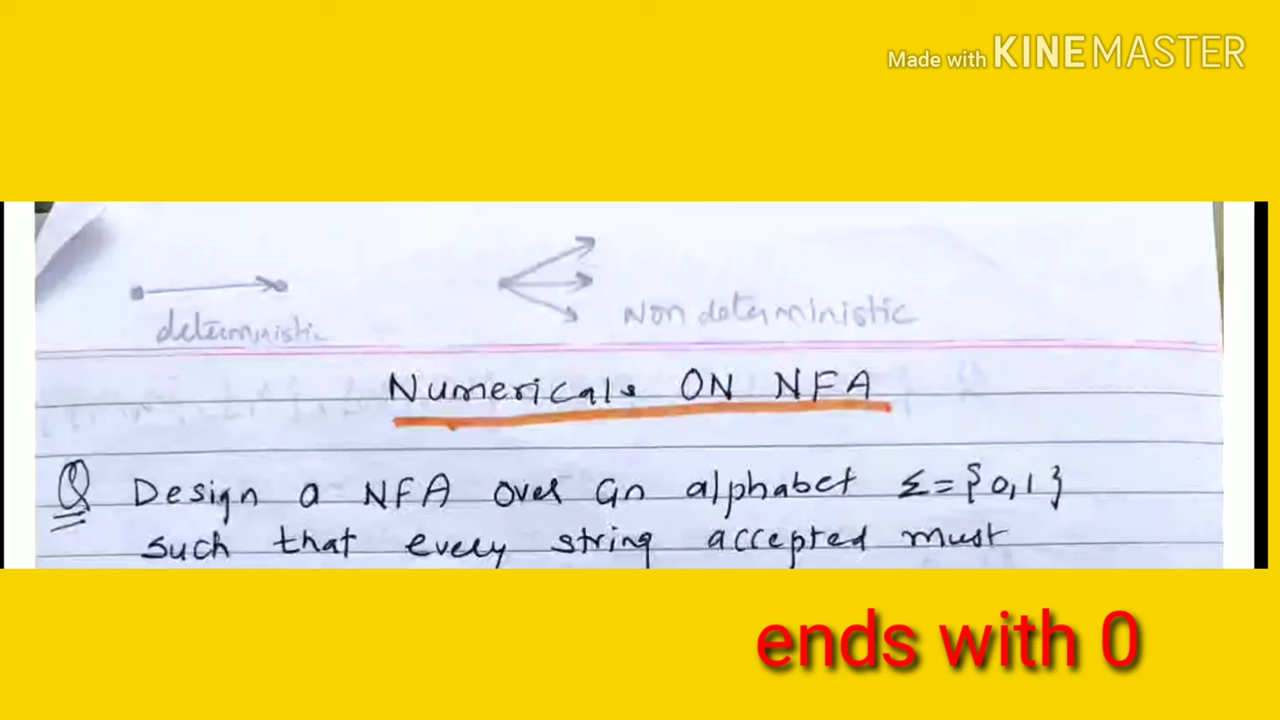 Made with KINEMASTER
deterministic
Non deterministic
Numericals ON NFA
Q Design a NFA over an alphabet Σ={0,1}
such that every string accepted must
ends with 0